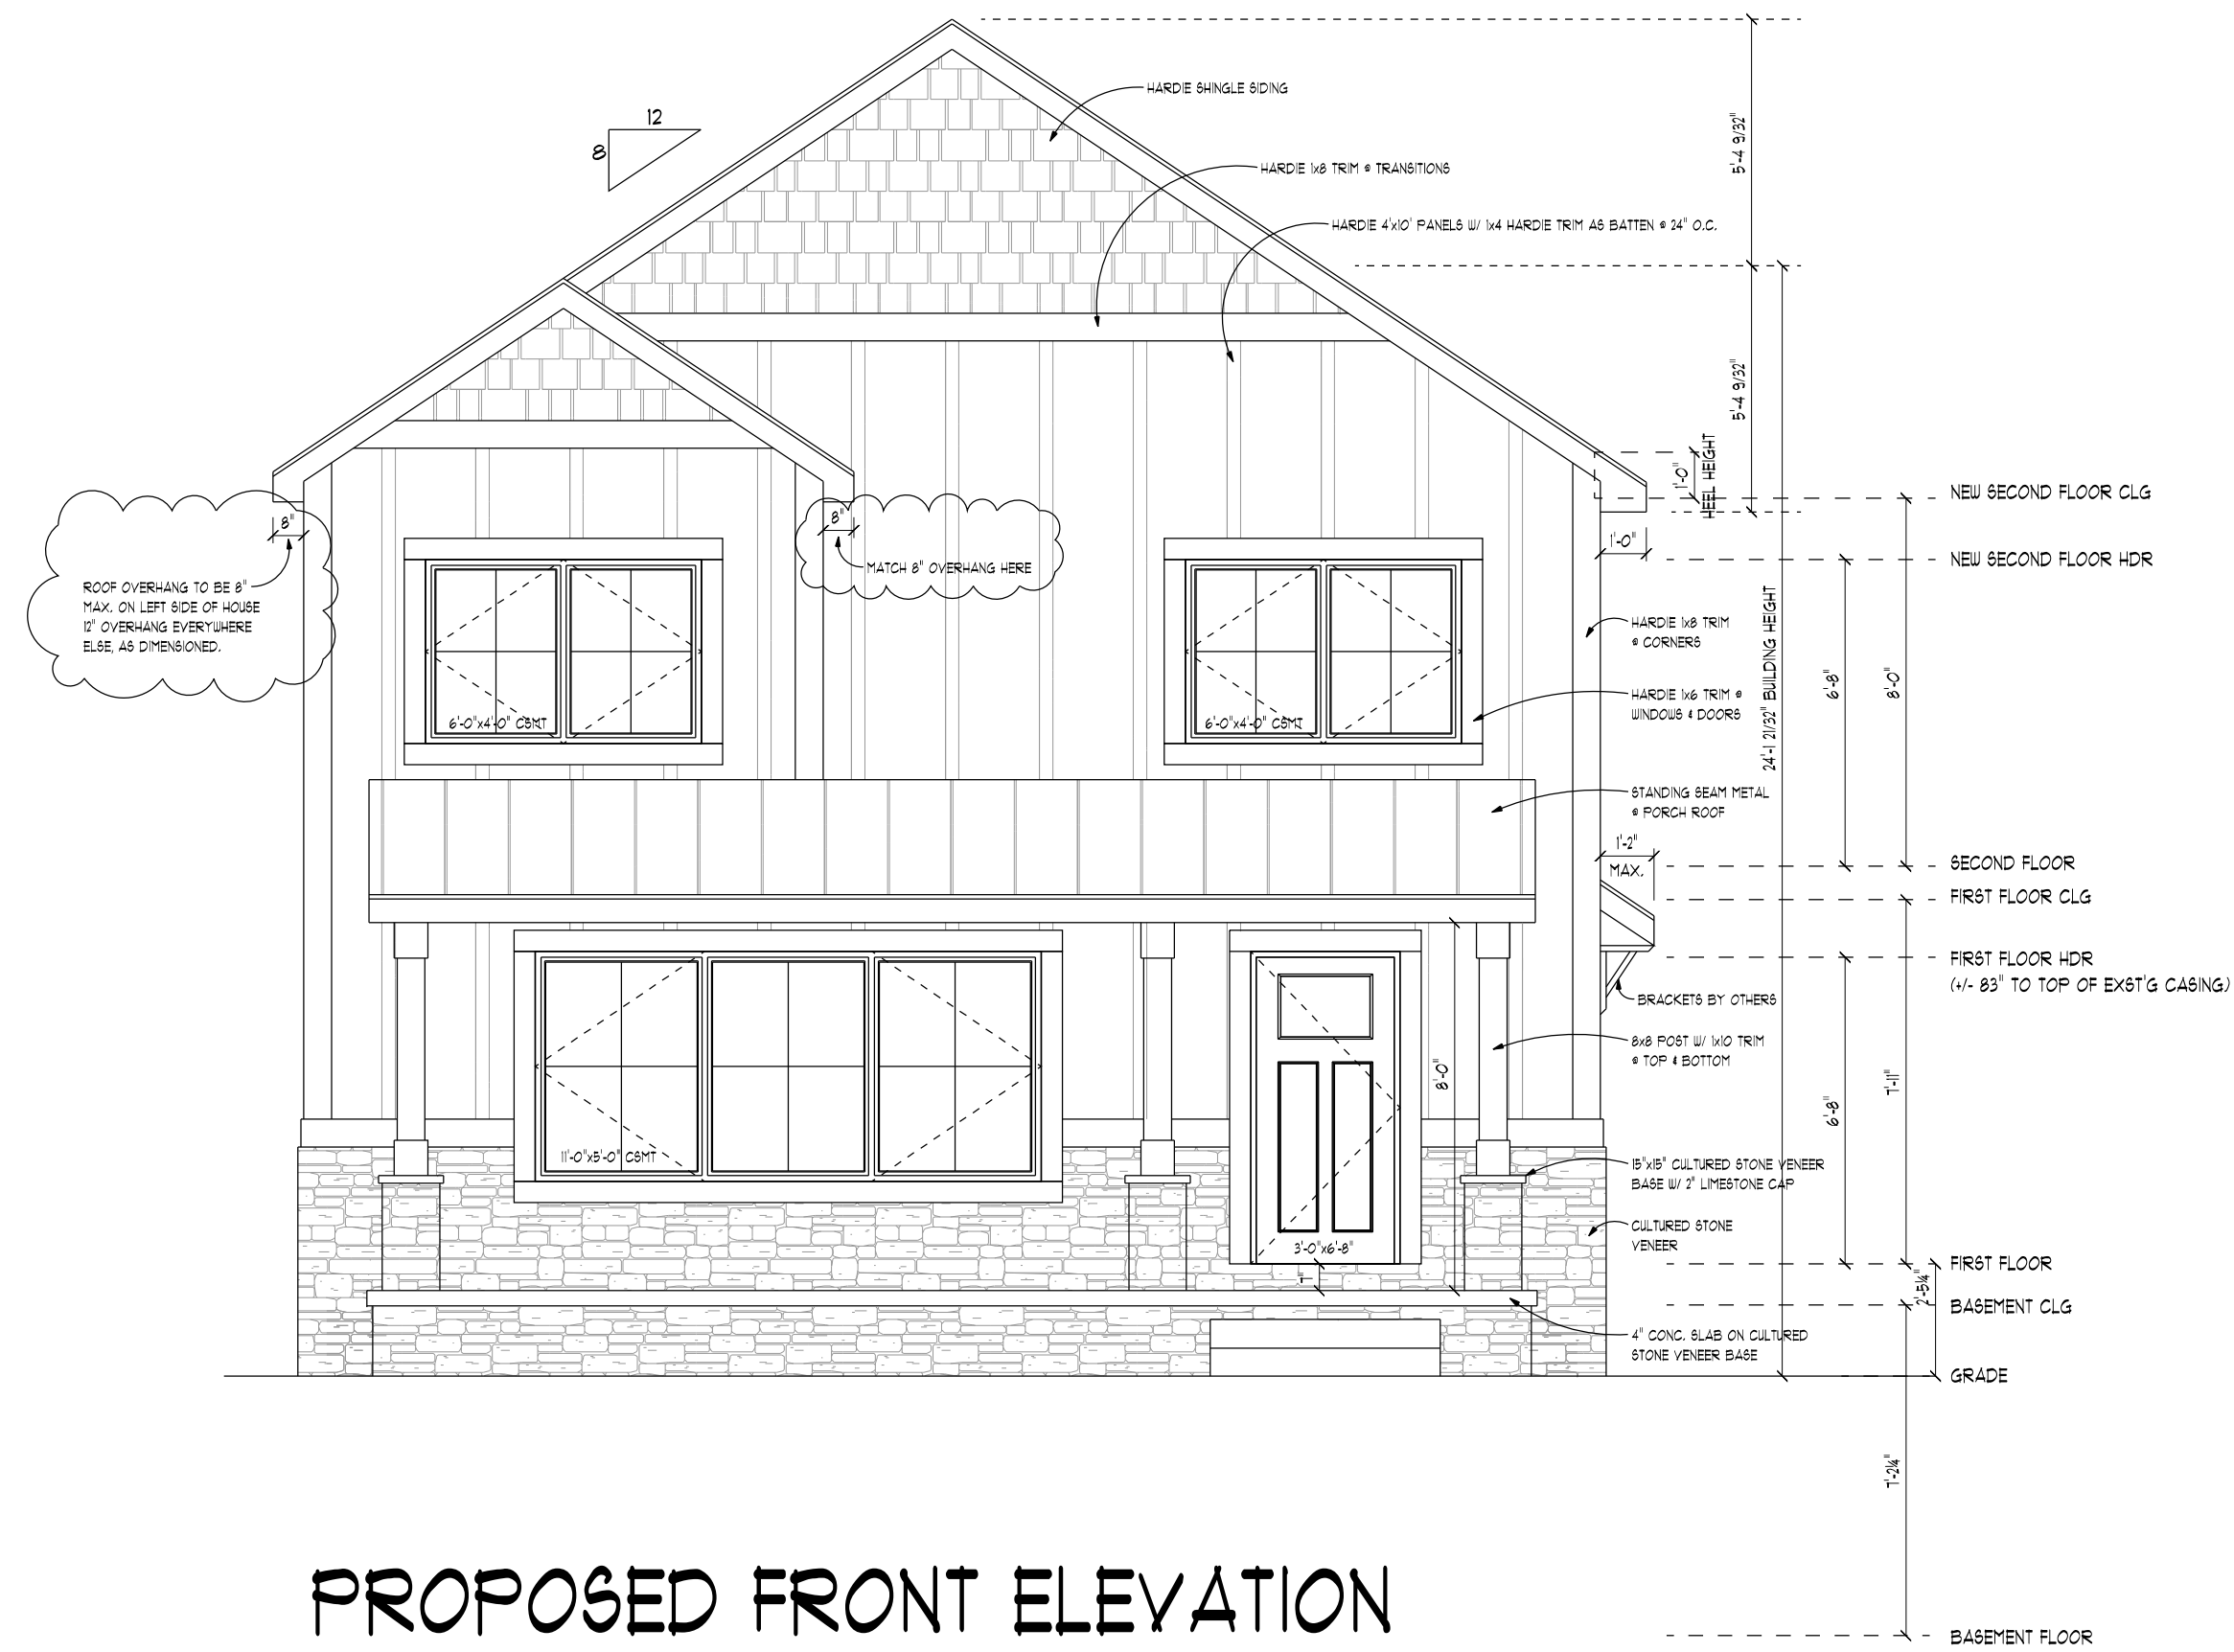 12
8
HARDIE SHINGLE SIDING
HARDIE 1x8 TRIM @ TRANSITIONS
HARDIE 4'x10' PANELS W/ 1x4 HARDIE TRIM AS BATTEN @ 24" O.C.
5'-4 9/32"
5'-4 9/32"
1'-0"
HEEL HEIGHT
NEW SECOND FLOOR CLG
8"
ROOF OVERHANG TO BE 8"
MAX. ON LEFT SIDE OF HOUSE
12" OVERHANG EVERYWHERE
ELSE, AS DIMENSIONED.
8"
MATCH 8" OVERHANG HERE
1'-0"
NEW SECOND FLOOR HDR
HARDIE 1x8 TRIM
@ CORNERS
24'-1 21/32" BUILDING HEIGHT
6'-8"
8'-0"
HARDIE 1x6 TRIM @
WINDOWS & DOORS
6'-0"x4'-0" CSMT
6'-0"x4'-0" CSMT
STANDING SEAM METAL
@ PORCH ROOF
1'-2"
MAX.
SECOND FLOOR
FIRST FLOOR CLG
FIRST FLOOR HDR
(+/- 83" TO TOP OF EXST'G CASING)
BRACKETS BY OTHERS
8x8 POST W/ 1x10 TRIM
@ TOP & BOTTOM
8'-0"
6'-8"
7'-11"
11'-0"x5'-0" CSMT
15"x15" CULTURED STONE VENEER
BASE W/ 2" LIMESTONE CAP
CULTURED STONE
VENEER
3'-0"x6'-8"
7"
FIRST FLOOR
2'-5¼"
BASEMENT CLG
4" CONC. SLAB ON CULTURED
STONE VENEER BASE
GRADE
7'-2¼"
PROPOSED FRONT ELEVATION
BASEMENT FLOOR